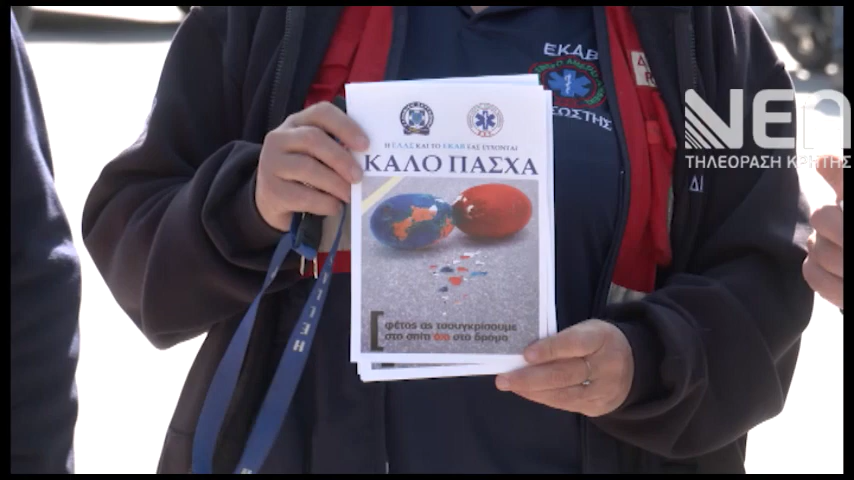 ΕΚΑΒ
ΝΕΑ
ΤΗΛΕΟΡΑΣΗ ΚΡΗΤΗΣ
Η ΕΛ.ΑΣ ΚΑΙ ΤΟ ΕΚΑΒ ΣΑΣ ΕΥΧΟΝΤΑΙ
ΚΑΛΟ ΠΑΣΧΑ
φέτος ας τσουγκρίσουμε
στο σπίτι όχι στο δρόμο